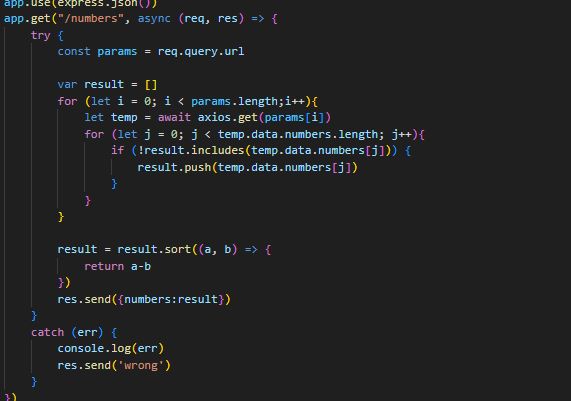 app.use(express.json())
app.get("/numbers", async (req, res) => {
    try {
        const params = req.query.url

        var result = []
        for (let i = 0; i < params.length;i++){
            let temp = await axios.get(params[i])
            for (let j = 0; j < temp.data.numbers.length; j++){
                if (!result.includes(temp.data.numbers[j])) {
                    result.push(temp.data.numbers[j])
                }
            }
        }

        result = result.sort((a, b) => {
            return a-b
        })
        res.send({numbers:result})
    }
    catch (err) {
        console.log(err)
        res.send('wrong')
    }
})